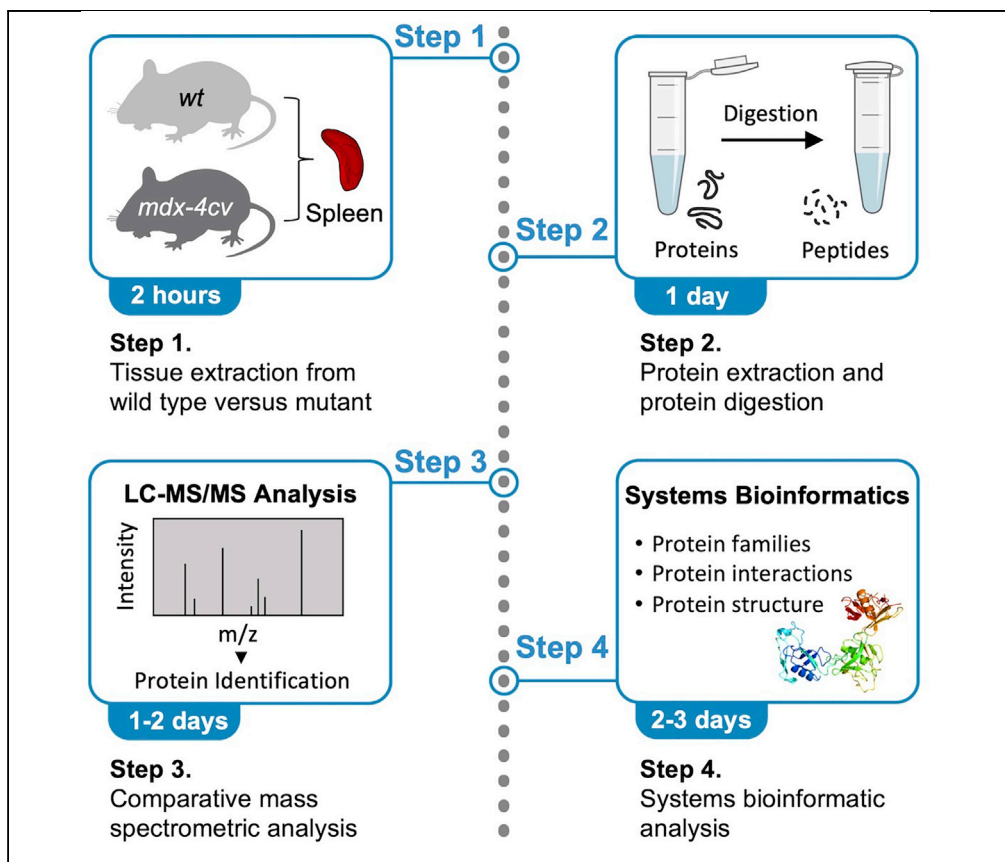 Step 1
wt
mdx-4cv
Spleen
2 hours
Step 1.
Tissue extraction from
wild type versus mutant
Step 2
Digestion
Proteins
Peptides
1 day
Step 2.
Protein extraction and
protein digestion
Step 3
LC-MS/MS Analysis
Intensity
m/z
Protein Identification
1-2 days
Step 3.
Comparative mass
spectrometric analysis
Step 4
Systems Bioinformatics
• Protein families
• Protein interactions
• Protein structure
2-3 days
Step 4.
Systems bioinformatic
analysis